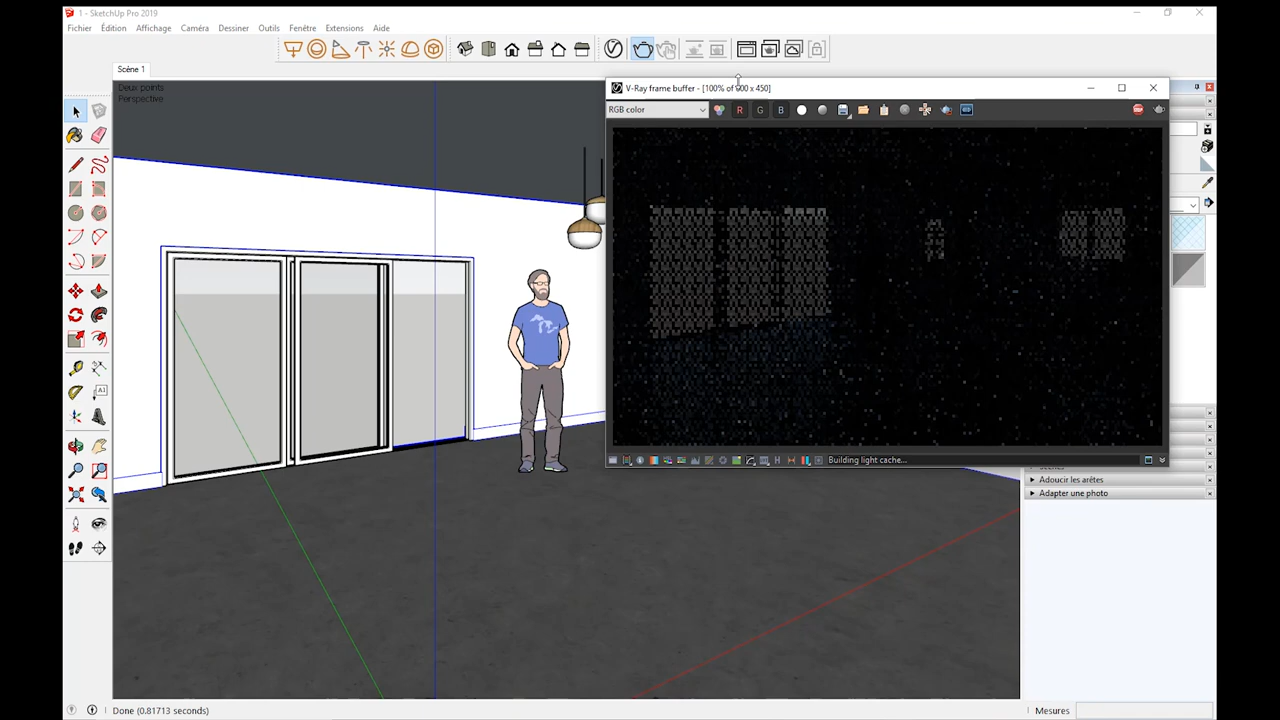 1 - SketchUp Pro 2019
Fichier Édition Affichage Caméra Dessiner Outils Fenêtre Extensions Aide
Scène 1
Deux points
Perspective
V-Ray frame buffer - [100% of 800 x 450]
RGB color
R G B
A1
H
Building light cache...
Adoucir les arêtes
Adapter une photo
Done (0.81713 seconds)
Mesures